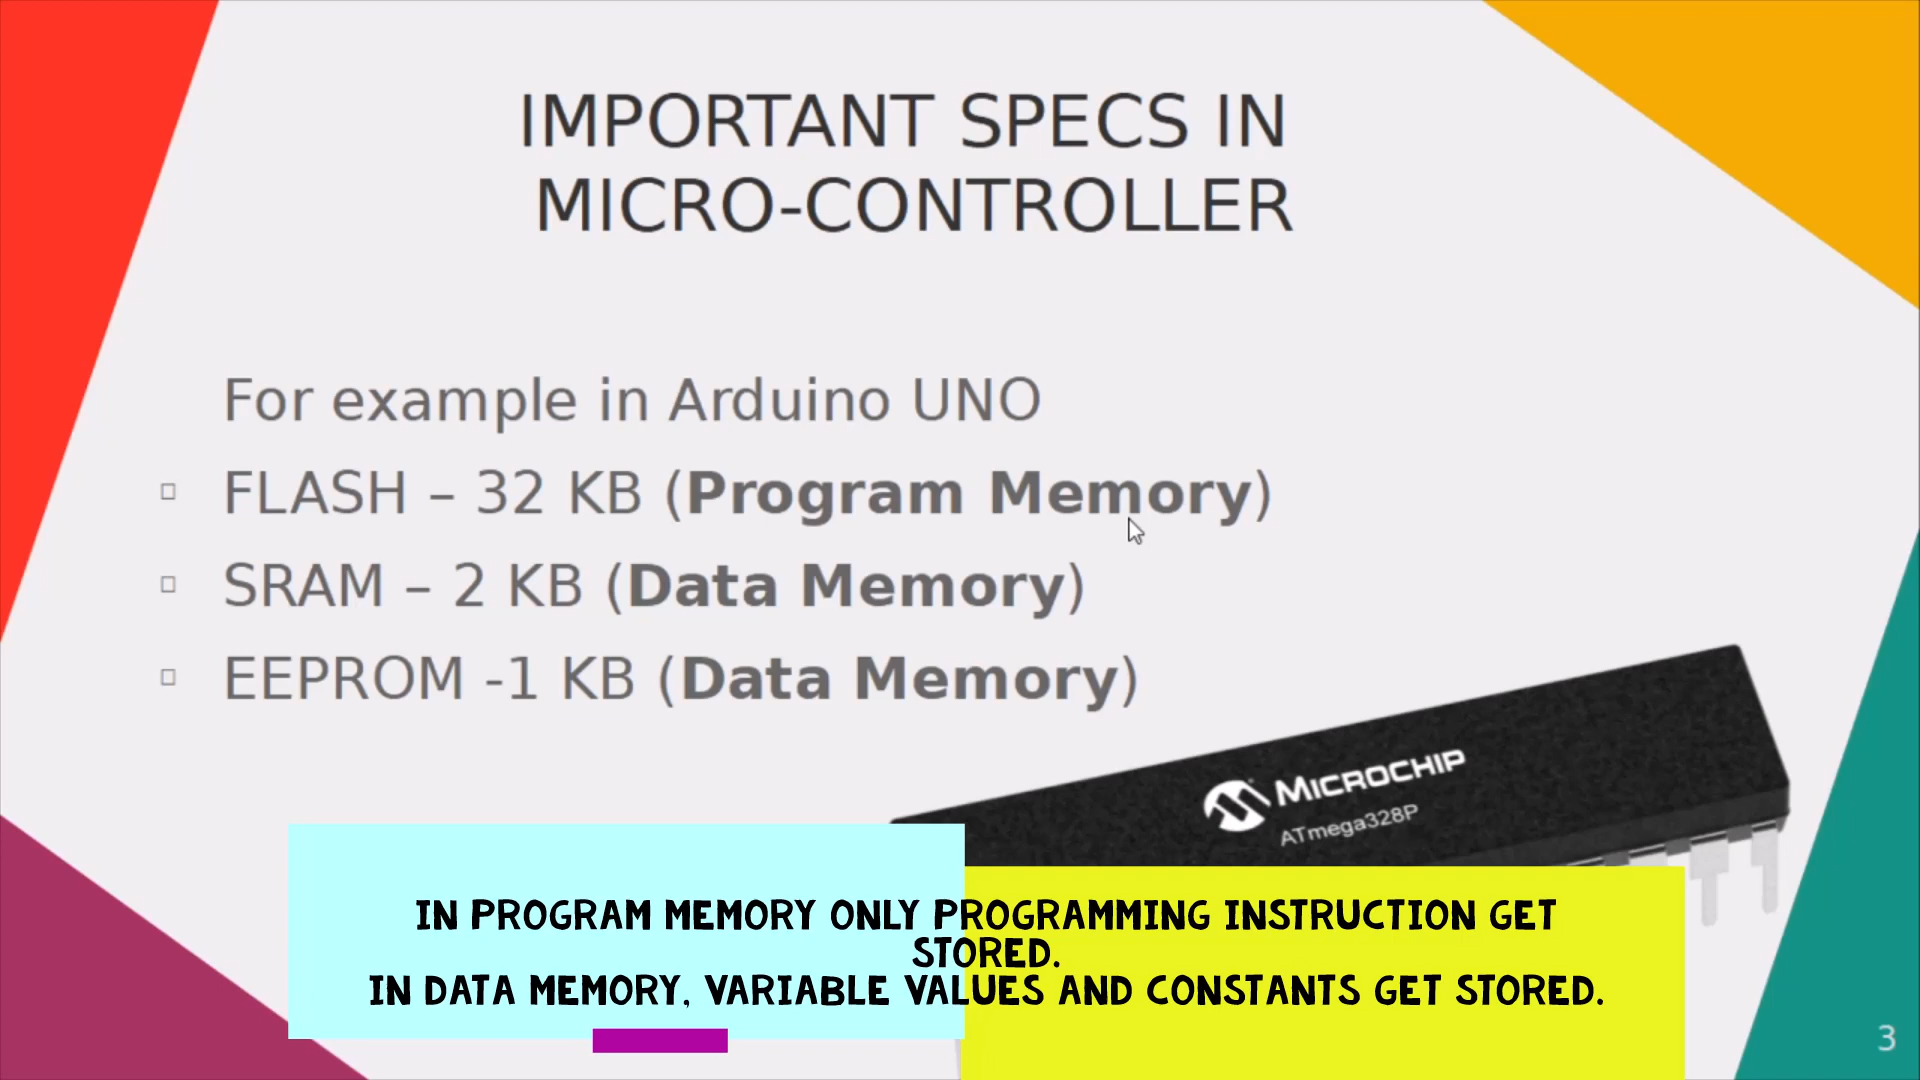 IMPORTANT SPECS IN
MICRO-CONTROLLER
For example in Arduino UNO
FLASH – 32 KB (Program Memory)
SRAM – 2 KB (Data Memory)
EEPROM -1 KB (Data Memory)
MICROCHIP
ATmega328P
IN PROGRAM MEMORY ONLY PROGRAMMING INSTRUCTION GET
STORED.
IN DATA MEMORY, VARIABLE VALUES AND CONSTANTS GET STORED.
3